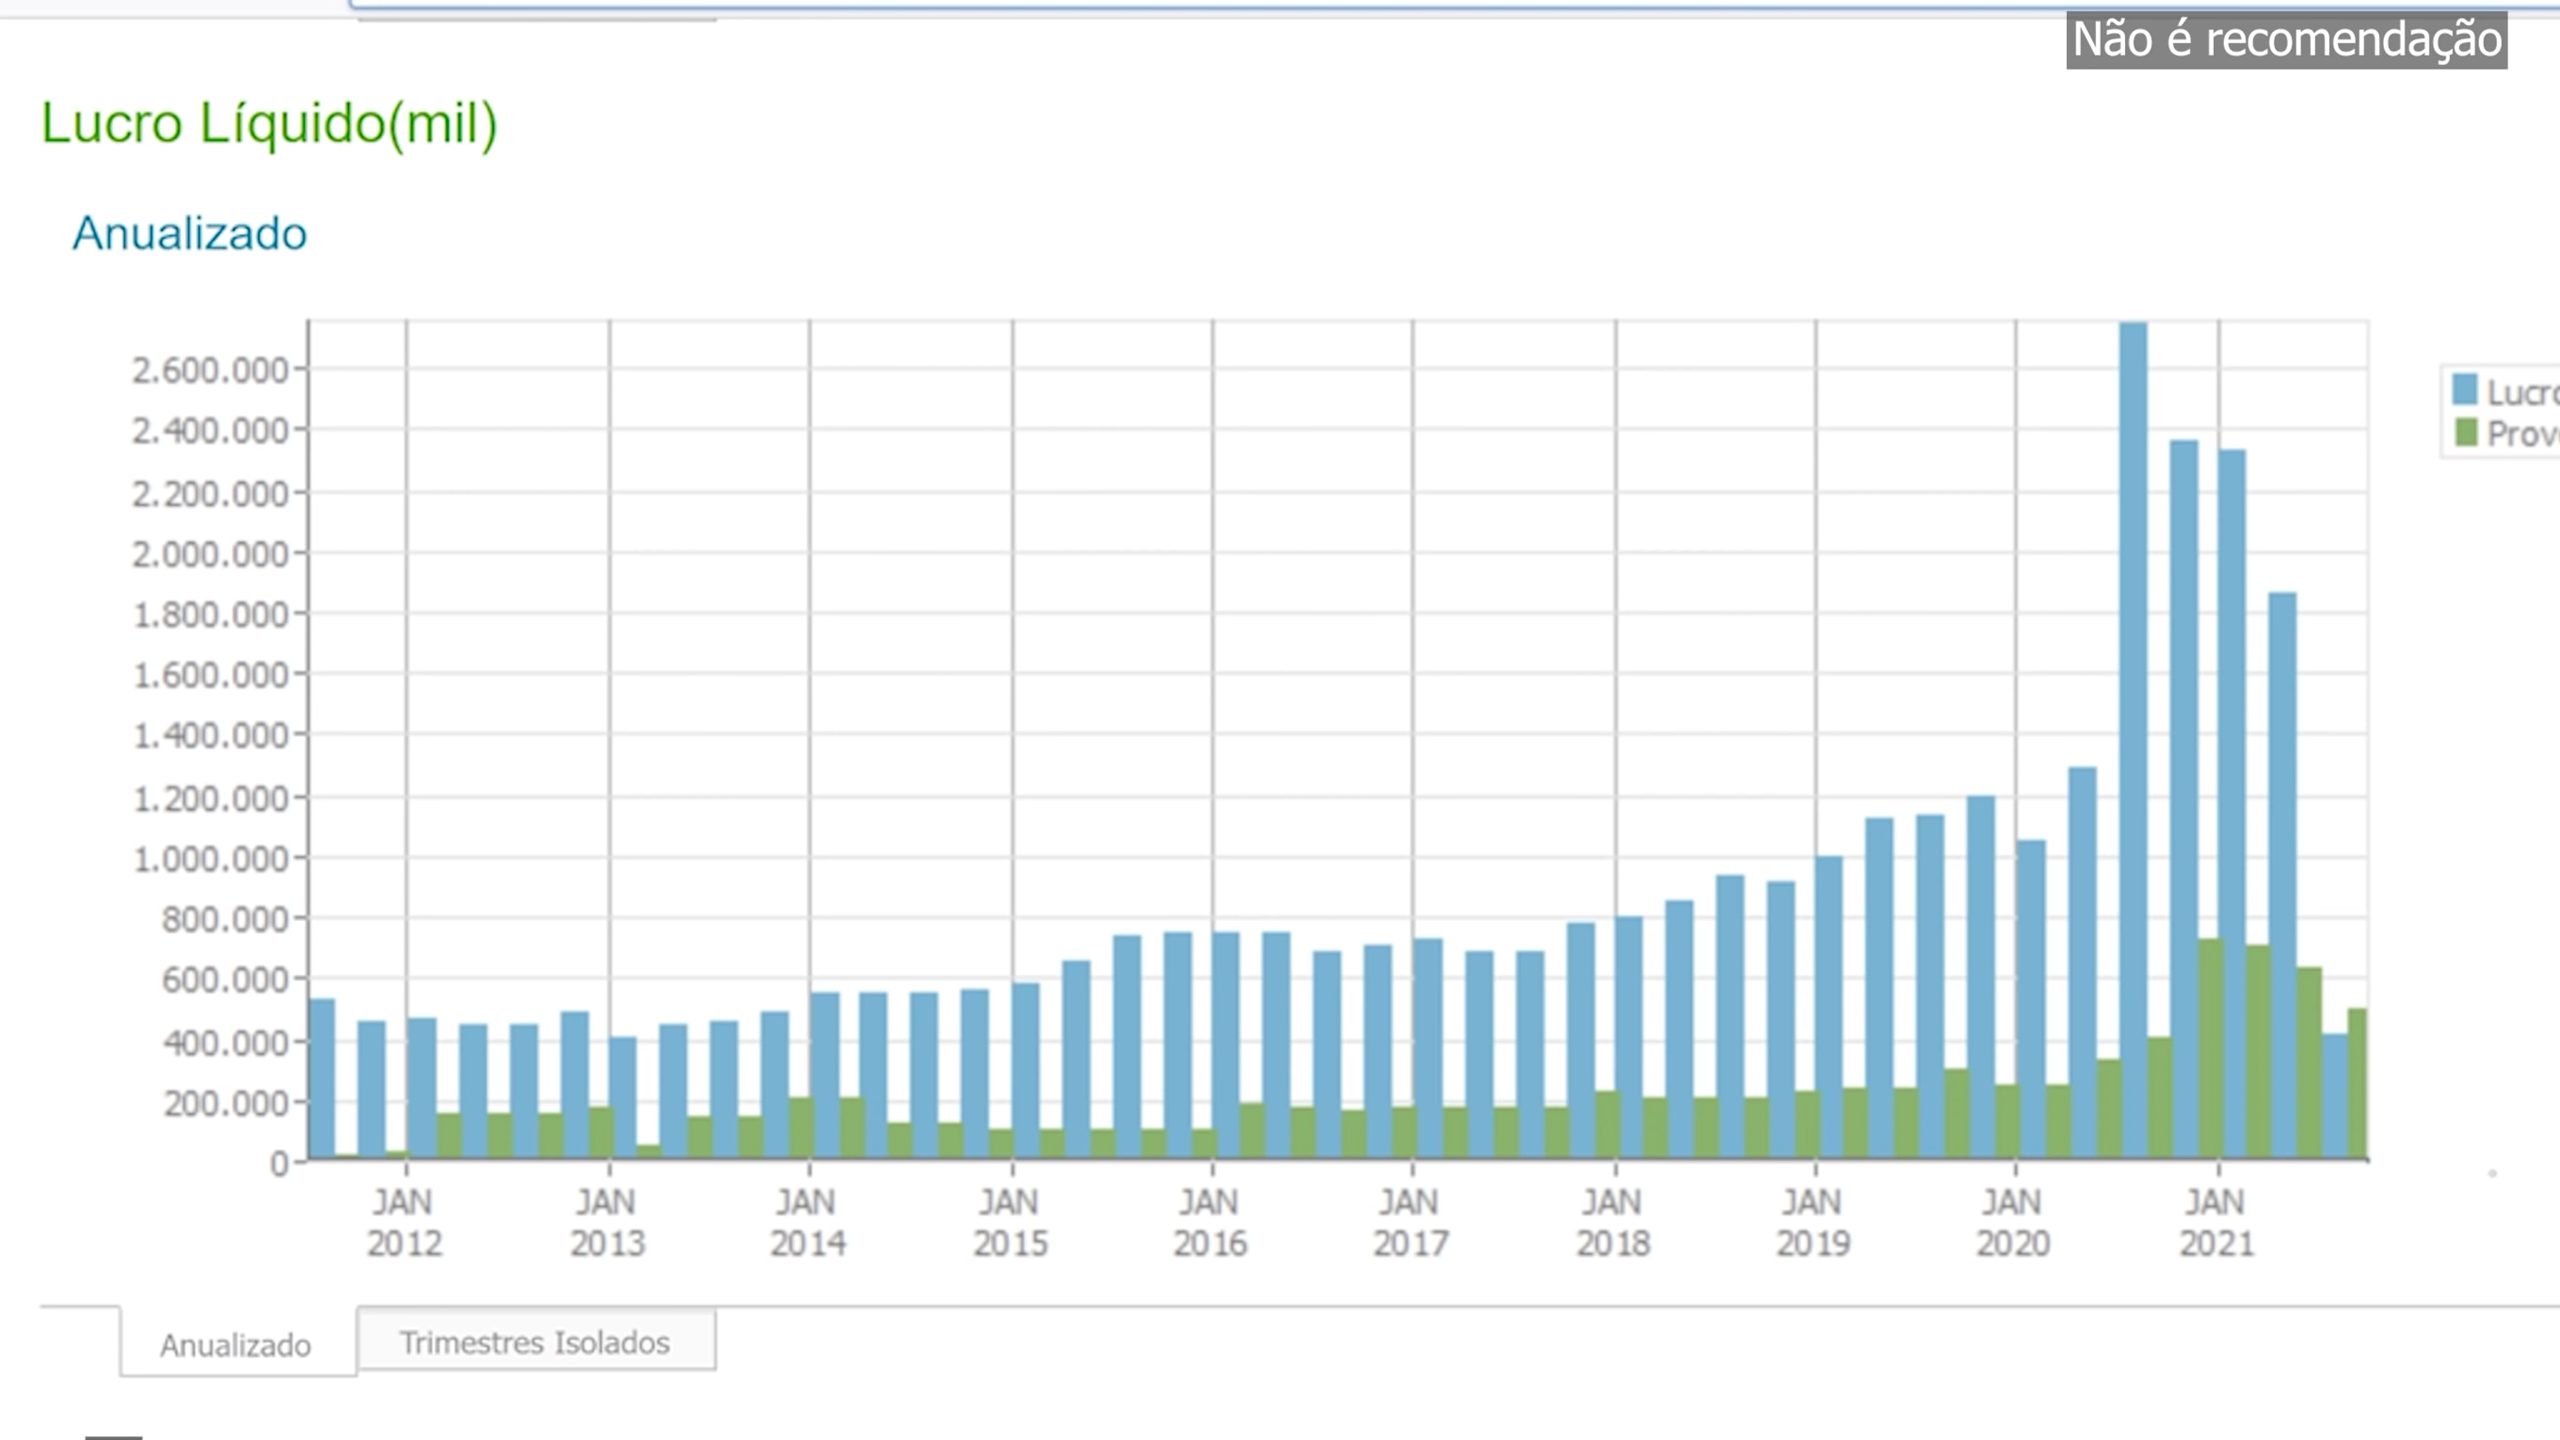 Não é recomendação
Lucro Líquido(mil)
Anualizado
2.600.000
2.400.000
2.200.000
2.000.000
1.800.000
1.600.000
1.400.000
1.200.000
1.000.000
800.000
600.000
400.000
200.000
0
Lucro
Prov
JAN JAN JAN JAN JAN JAN JAN JAN JAN JAN
2012 2013 2014 2015 2016 2017 2018 2019 2020 2021
Anualizado Trimestres Isolados